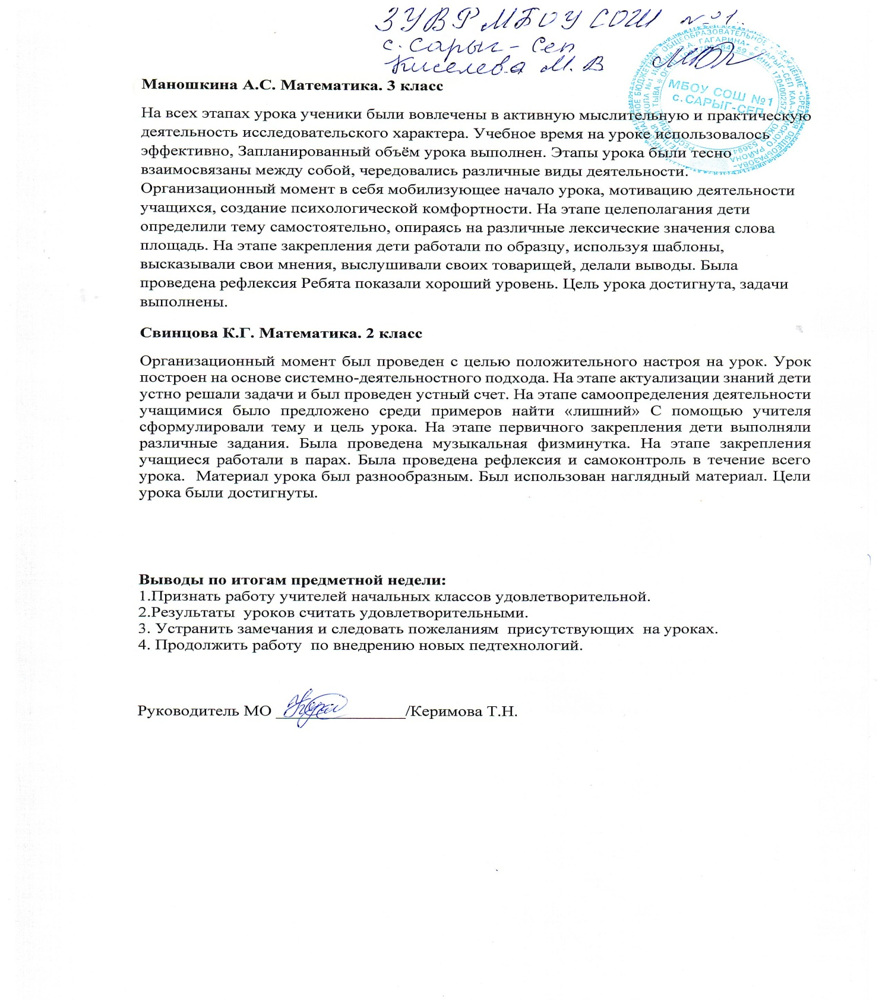 ЗУВР МБОУ СОШ №1
с. Сарыг-Сеп
Киселева М.В
МБОУ СОШ №1
с.САРЫГ-СЕП
Маношкина А.С. Математика. 3 класс
На всех этапах урока ученики были вовлечены в активную мыслительную и практическую
деятельность исследовательского характера. Учебное время на уроке использовалось
эффективно, Запланированный объём урока выполнен. Этапы урока были тесно
взаимосвязаны между собой, чередовались различные виды деятельности.
Организационный момент в себя мобилизующее начало урока, мотивацию деятельности
учащихся, создание психологической комфортности. На этапе целеполагания дети
определили тему самостоятельно, опираясь на различные лексические значения слова
площадь. На этапе закрепления дети работали по образцу, используя шаблоны,
высказывали свои мнения, выслушивали своих товарищей, делали выводы. Была
проведена рефлексия Ребята показали хороший уровень. Цель урока достигнута, задачи
выполнены.
Свинцова К.Г. Математика. 2 класс
Организационный момент был проведен с целью положительного настроя на урок. Урок
построен на основе системно-деятельностного подхода. На этапе актуализации знаний дети
устно решали задачи и был проведен устный счет. На этапе самоопределения деятельности
учащимися было предложено среди примеров найти «лишний» С помощью учителя
сформулировали тему и цель урока. На этапе первичного закрепления дети выполняли
различные задания. Была проведена музыкальная физминутка. На этапе закрепления
учащиеся работали в парах. Была проведена рефлексия и самоконтроль в течение всего
урока. Материал урока был разнообразным. Был использован наглядный материал. Цели
урока были достигнуты.
Выводы по итогам предметной недели:
1.Признать работу учителей начальных классов удовлетворительной.
2.Результаты уроков считать удовлетворительными.
3. Устранить замечания и следовать пожеланиям присутствующих на уроках.
4. Продолжить работу по внедрению новых педтехнологий.
Руководитель МО ________________/Керимова Т.Н.